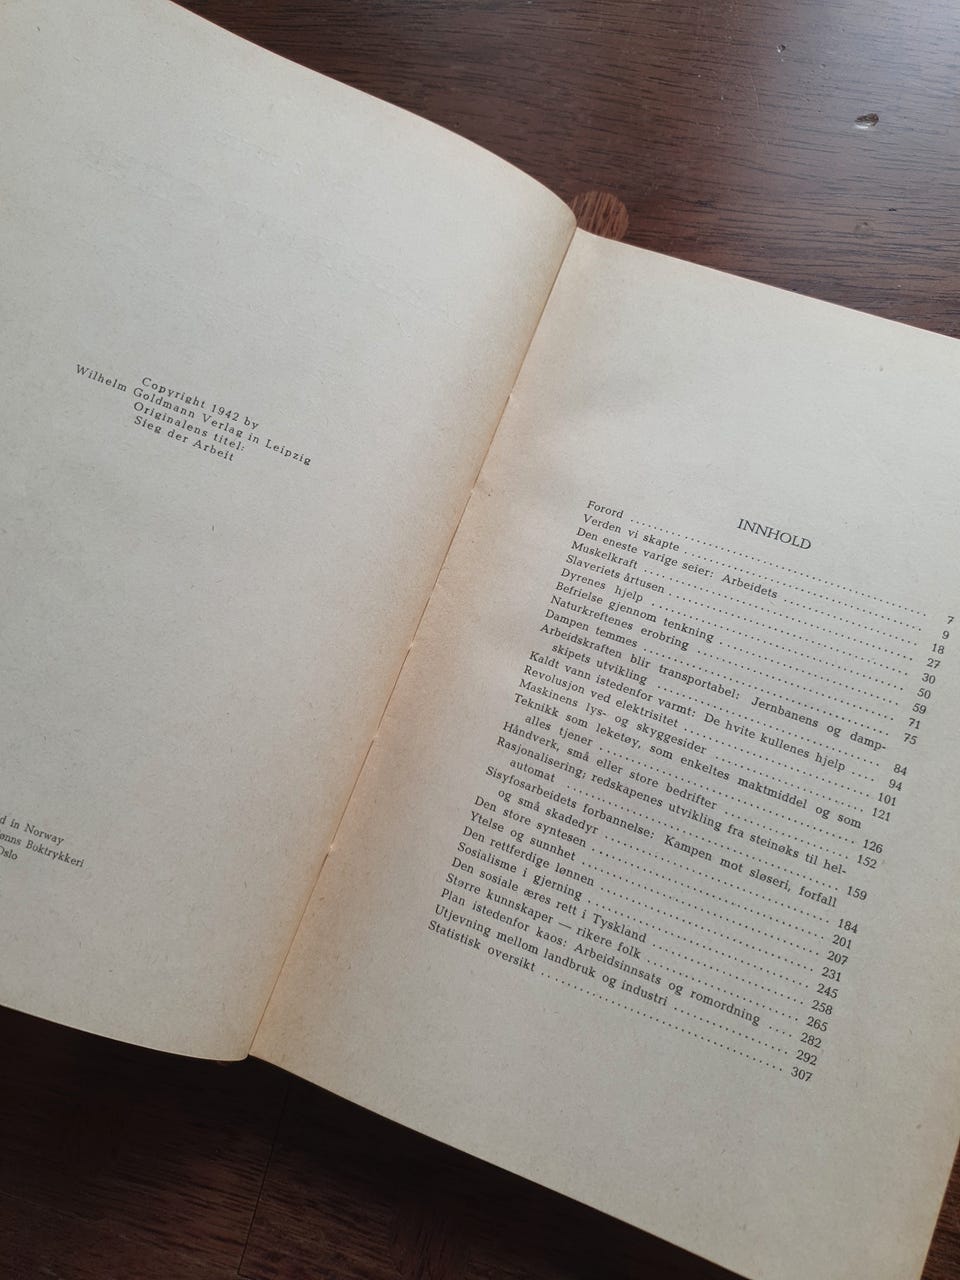 Copyright 1942 by
Wilhelm Goldmann Verlag in Leipzig
Originalens titel:
Sieg der Arbeit
d in Norway
ønns Boktrykkeri
Oslo
INNHOLD
Forord ........ 7
Verden vi skapte ........ 9
Den eneste varige seier: Arbeidets ........ 18
Muskelkraft ........ 27
Slaveriets årtusen ........ 30
Dyrenes hjelp ........ 50
Befrielse gjennom tenkning ........ 59
Naturkreftenes erobring ........ 71
Dampen temmes ........ 75
Arbeidskraften blir transportabel: Jernbanens og damp-
skipets utvikling ........ 84
Kaldt vann istedenfor varmt: De hvite kullenes hjelp .... 94
Revolusjon ved elektrisitet ........ 101
Maskinens lys- og skyggesider ........ 121
Teknikk som leketøy, som enkeltes maktmiddel og som
alles tjener ........ 126
Håndverk, små eller store bedrifter ........ 152
Rasjonalisering; redskapenes utvikling fra steinøks til hel-
automat ........ 159
Sisyfosarbeidets forbannelse: Kampen mot sløseri, forfall
og små skadedyr ........ 184
Den store syntesen ........ 201
Ytelse og sunnhet ........ 207
Den rettferdige lønnen ........ 231
Sosialisme i gjerning ........ 245
Den sosiale æres rett i Tyskland ........ 258
Større kunnskaper — rikere folk ........ 265
Plan istedenfor kaos: Arbeidsinnsats og romordning .... 282
Utjevning mellom landbruk og industri ........ 292
Statistisk oversikt ........ 307